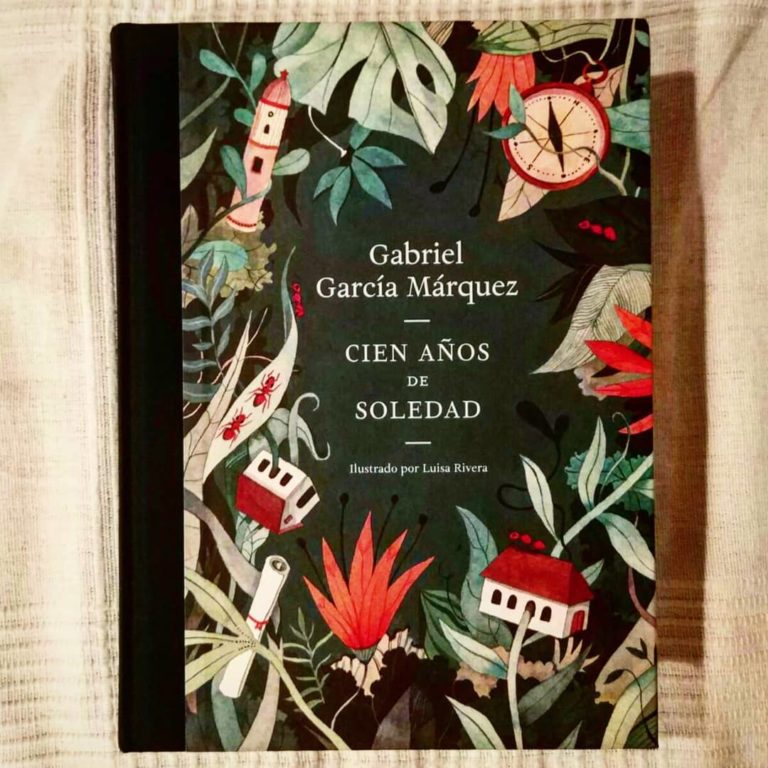 Gabriel
García Márquez
CIEN AÑOS
DE
SOLEDAD
Ilustrado por Luisa Rivera